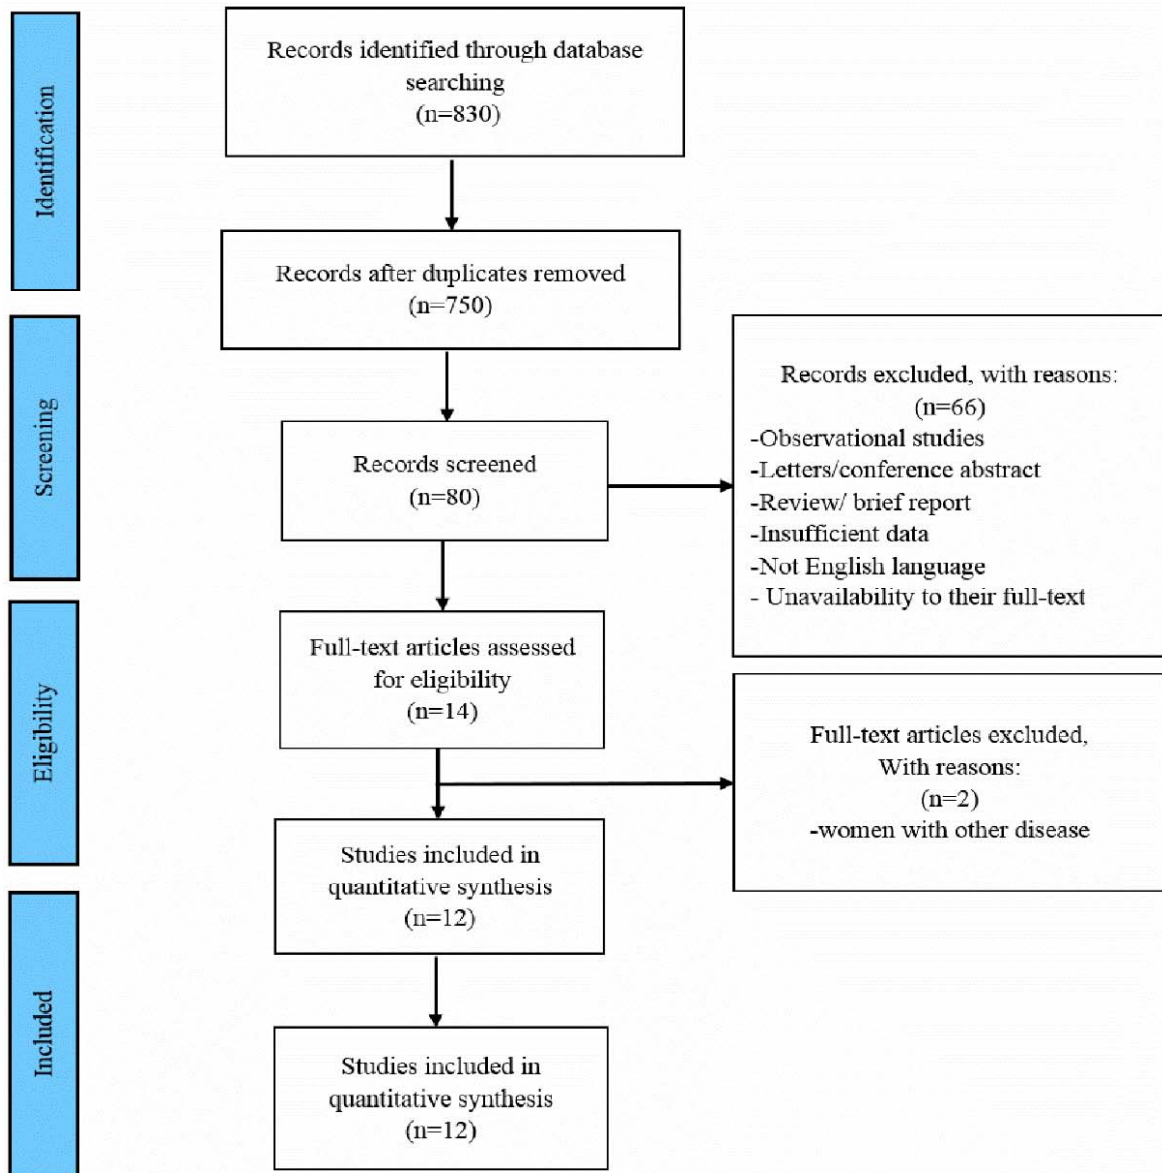 Identification
Records identified through database
searching
(n=830)
Records after duplicates removed
(n=750)
Screening
Records screened
(n=80)
Records excluded, with reasons:
(n=66)
-Observational studies
-Letters/conference abstract
-Review/ brief report
-Insufficient data
-Not English language
- Unavailability to their full-text
Eligibility
Full-text articles assessed
for eligibility
(n=14)
Full-text articles excluded,
With reasons:
(n=2)
-women with other disease
Studies included in
quantitative synthesis
(n=12)
Included
Studies included in
quantitative synthesis
(n=12)